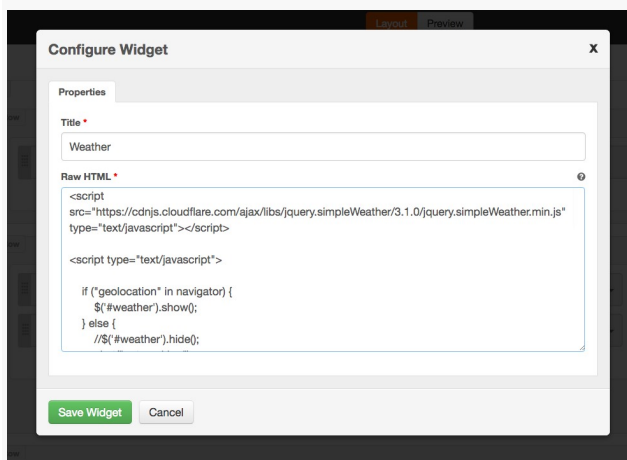 Layout Preview
Configure Widget x
Properties
Title *
Weather
Raw HTML *
<script
src="https://cdnjs.cloudflare.com/ajax/libs/jquery.simpleWeather/3.1.0/jquery.simpleWeather.min.js"
type="text/javascript"></script>
<script type="text/javascript">
if ("geolocation" in navigator) {
$('#weather').show();
} else {
//$('#weather').hide();
Save Widget Cancel